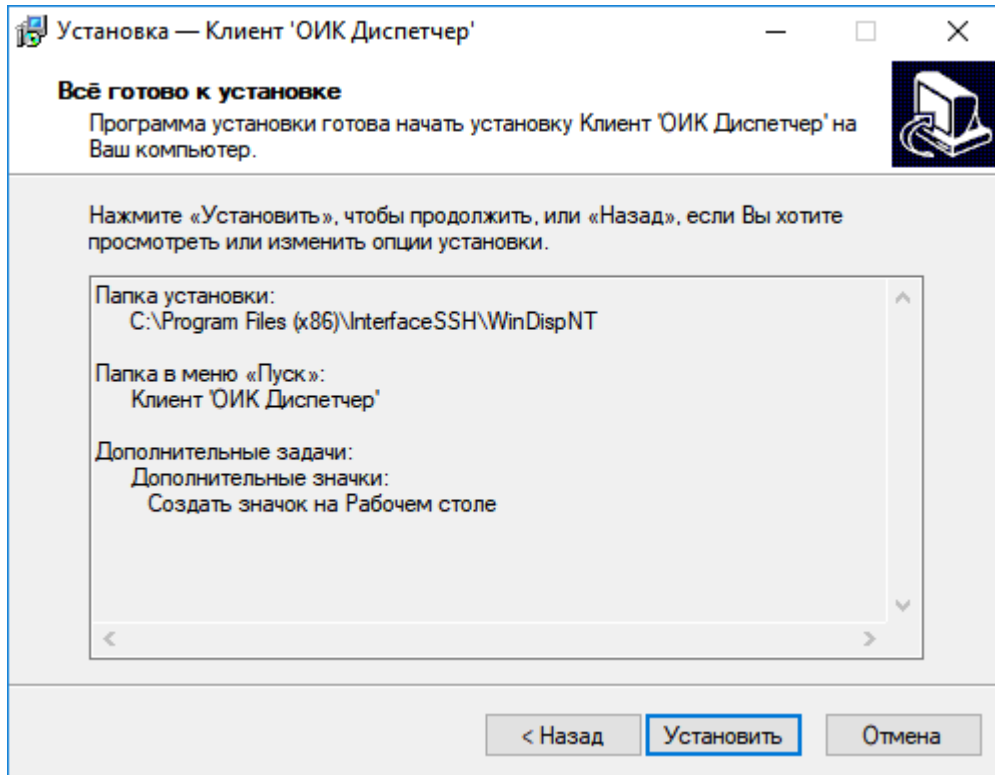 Установка — Клиент 'ОИК Диспетчер'
Всё готово к установке
Программа установки готова начать установку Клиент 'ОИК Диспетчер' на
Ваш компьютер.
Нажмите «Установить», чтобы продолжить, или «Назад», если Вы хотите
просмотреть или изменить опции установки.
Папка установки:
C:\Program Files (x86)\InterfaceSSH\WinDispNT
Папка в меню «Пуск»:
Клиент 'ОИК Диспетчер'
Дополнительные задачи:
Дополнительные значки:
Создать значок на Рабочем столе
< Назад
Установить
Отмена